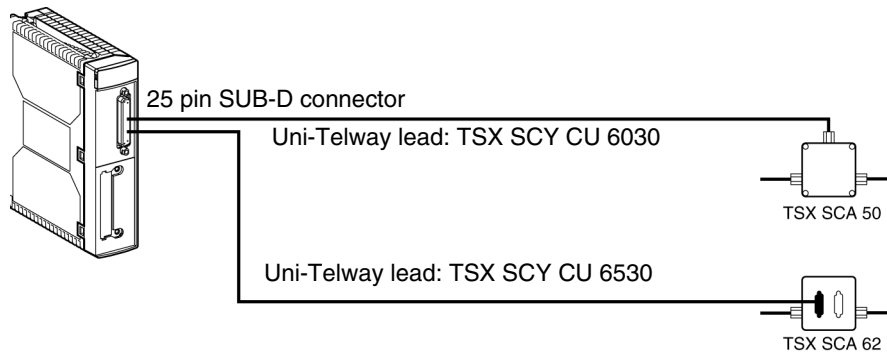 25 pin SUB-D connector
Uni-Telway lead: TSX SCY CU 6030
TSX SCA 50
Uni-Telway lead: TSX SCY CU 6530
TSX SCA 62